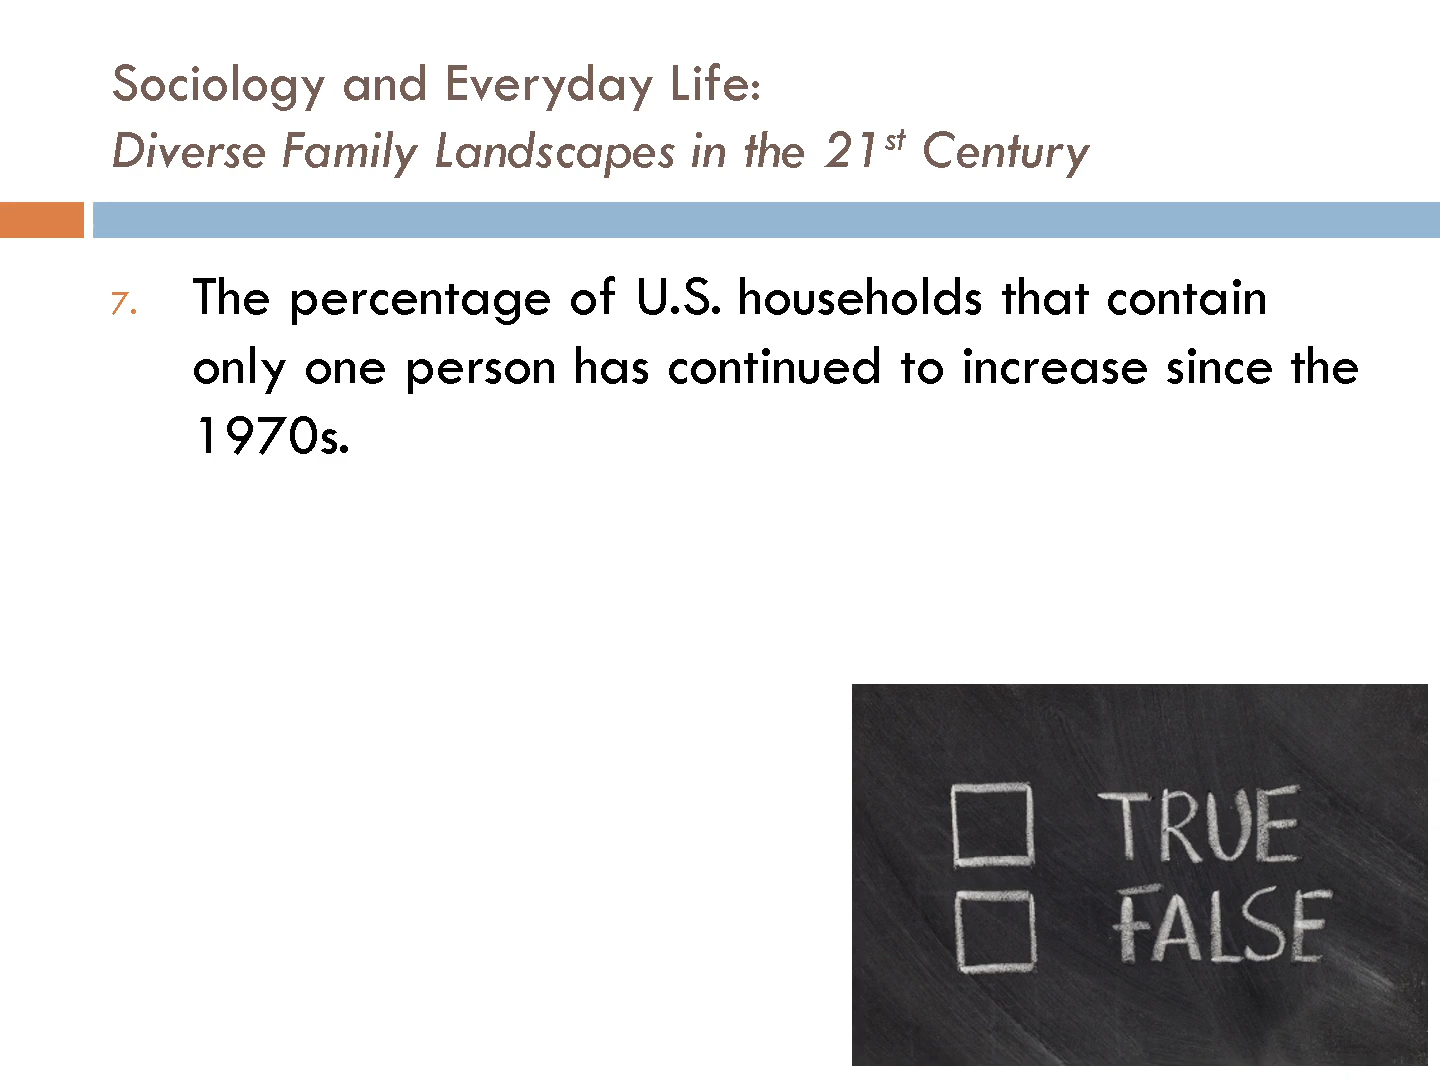 Sociology and Everyday Life:
Diverse Family Landscapes in the 21st Century
7. The percentage of U.S. households that contain
only one person has continued to increase since the
1970s.
TRUE
FALSE